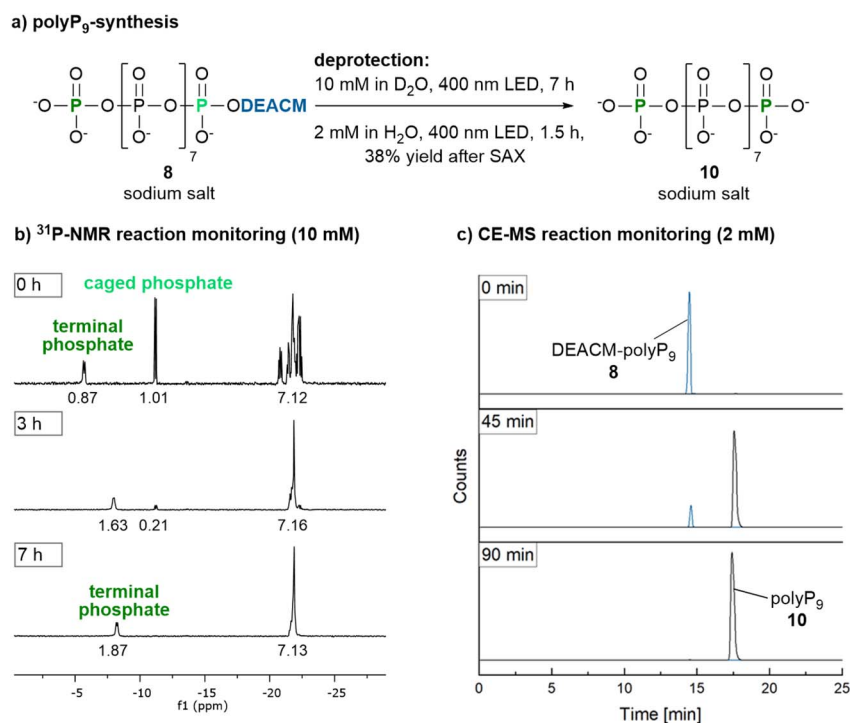 a) polyP₉-synthesis
O O O
⁻O P O P O P ODEACM
O⁻ O⁻ O⁻
7
8
sodium salt
deprotection:
10 mM in D₂O, 400 nm LED, 7 h
2 mM in H₂O, 400 nm LED, 1.5 h,
38% yield after SAX
O O O
⁻O P O P O P O⁻
O⁻ O⁻ O⁻
7
10
sodium salt
b) ³¹P-NMR reaction monitoring (10 mM)
0 h
caged phosphate
terminal
phosphate
0.87 1.01 7.12
3 h
1.63 0.21 7.16
7 h
terminal
phosphate
1.87 7.13
-5 -10 -15 -20 -25
f1 (ppm)
c) CE-MS reaction monitoring (2 mM)
Counts
0 min
DEACM-polyP₉
8
45 min
90 min
polyP₉
10
0 5 10 15 20 25
Time [min]